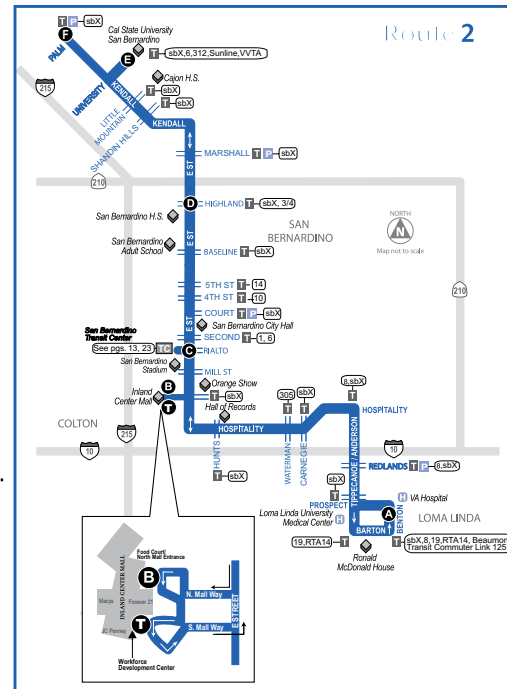 Route 2
T P sbX
F
PALM
Cal State University
San Bernardino
T sbX,6,312,Sunline,VVTA
E
UNIVERSITY
215
KENDALL
Cajon H.S.
T sbX
T sbX
LITTLE
MOUNTAIN
SHANDIN HILLS
KENDALL
E ST
MARSHALL T P sbX
210
D
HIGHLAND T sbX, 3/4
San Bernardino H.S.
SAN
BERNARDINO
NORTH
N
Map not to scale
San Bernardino
Adult School
E ST
BASELINE T sbX
210
5TH ST T 14
4TH ST T 10
COURT T P sbX
San Bernardino City Hall
E ST
San Bernardino
Transit Center
SECOND T 1, 6
See pgs. 13, 23 TC
C
RIALTO
San Bernardino
Stadium
MILL ST
B
Orange Show
8,sbX
T
Inland
Center Mall
T
T sbX
Hall of Records
305
T
sbX
T
HOSPITALITY
COLTON
10
215
HOSPITALITY
10
HUNTS
T
sbX
WATERMAN
CARNEGIE
TIPPECANOE / ANDERSON
REDLANDS T P 8,sbX
sbX
T
PROSPECT
H VA Hospital
A
BENTON
LOMA LINDA
Loma Linda University
Medical Center H
BARTON
19,RTA14 T
T sbX,8,19,RTA14, Beaumon
Transit Commuter Link 125
Ronald
McDonald House
.
Food Court/
North Mall Entrance
INLAND CENTER MALL
B
Macys
Forever 21
N. Mall Way
E STREET
T
S. Mall Way
JC Penney
Workforce
Development Center